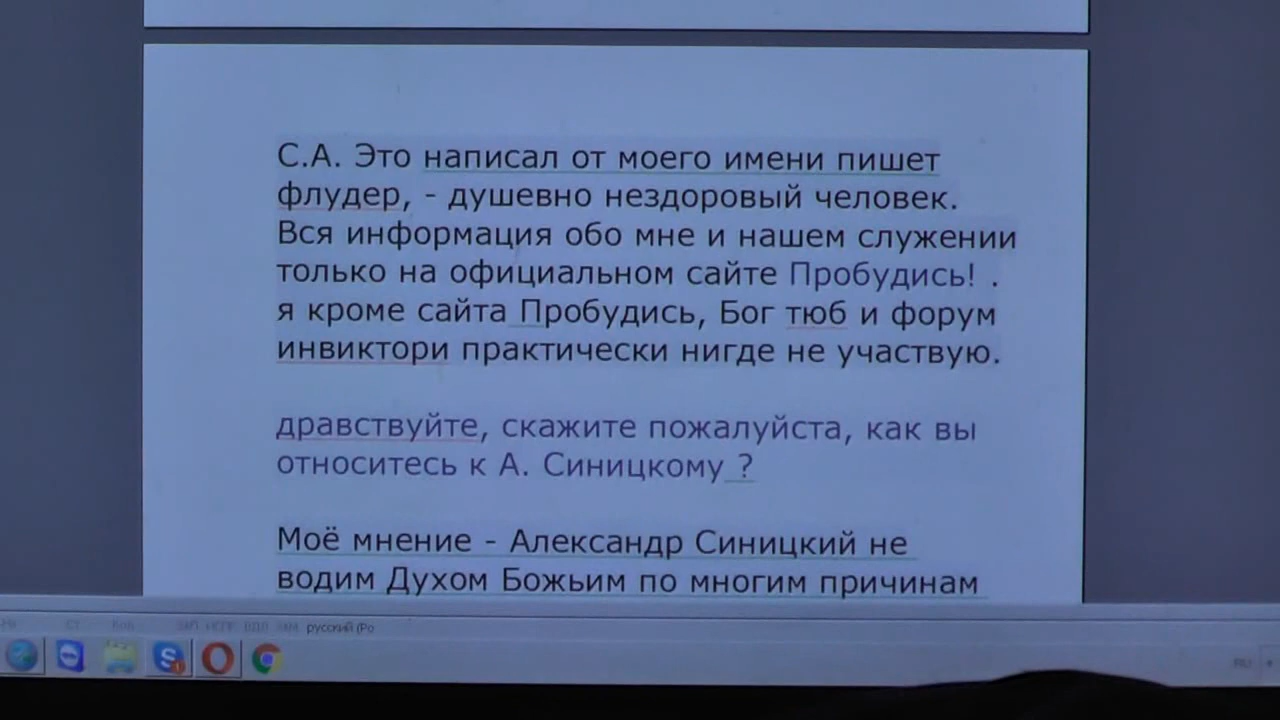 С.А. Это написал от моего имени пишет
флудер, - душевно нездоровый человек.
Вся информация обо мне и нашем служении
только на официальном сайте Пробудись! .
я кроме сайта Пробудись, Бог тюб и форум
инвиктори практически нигде не участвую.
дравствуйте, скажите пожалуйста, как вы
относитесь к А. Синицкому ?
Моё мнение - Александр Синицкий не
водим Духом Божьим по многим причинам
русский (Ро
RU